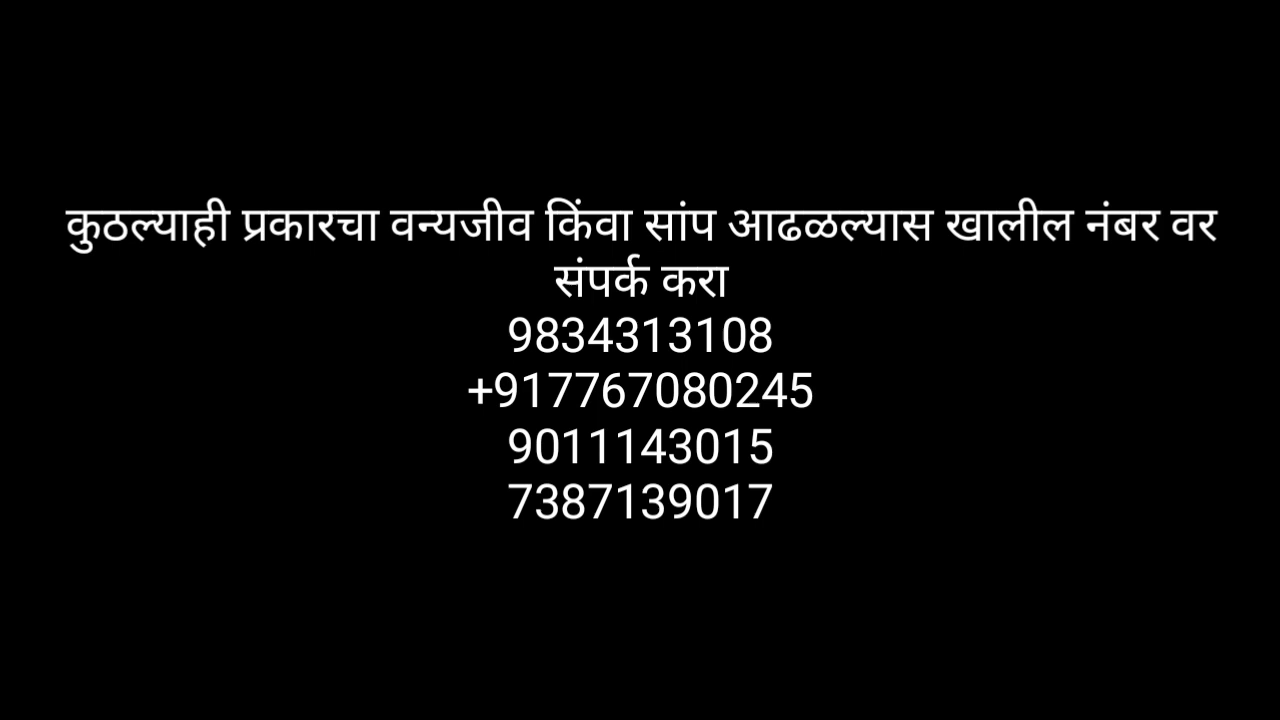 कुठल्याही प्रकारचा वन्यजीव किंवा सांप आढळल्यास खालील नंबर वर
संपर्क करा
9834313108
+917767080245
9011143015
7387139017